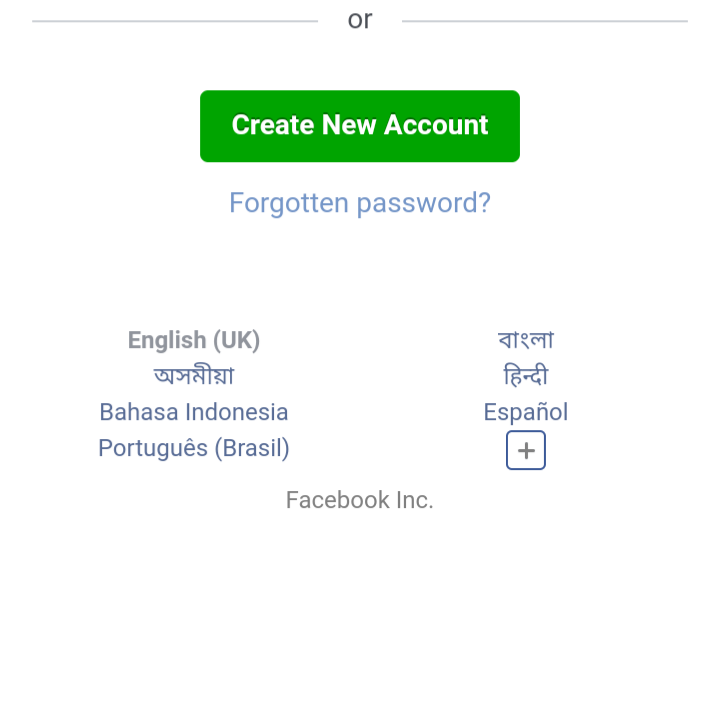 or
Create New Account
Forgotten password?
English (UK)
বাংলা
অসমীয়া
हिन्दी
Bahasa Indonesia
Español
Português (Brasil)
+
Facebook Inc.